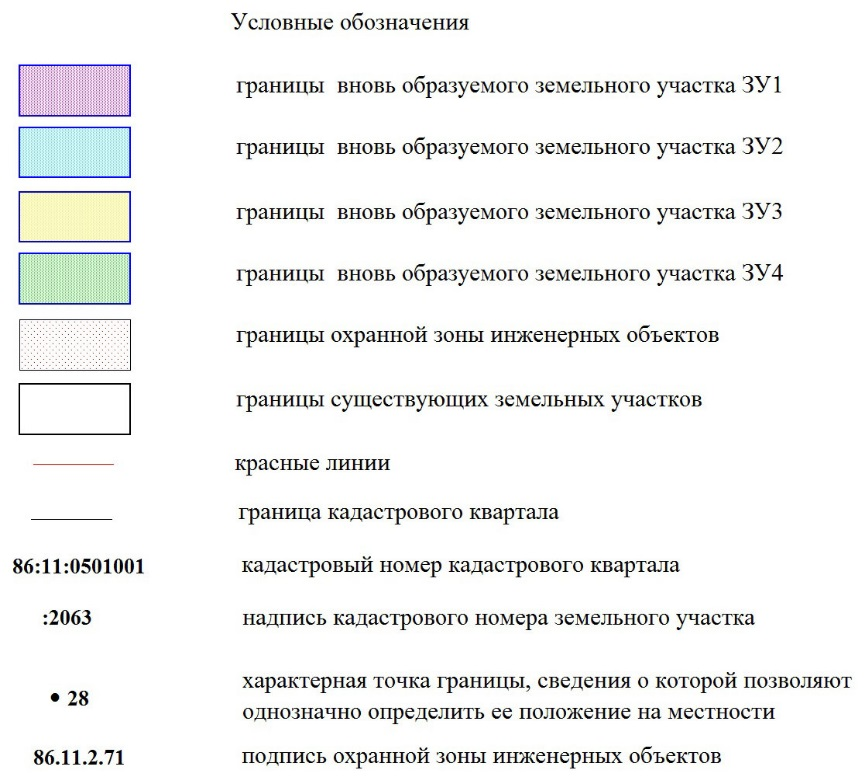 Условные обозначения
границы вновь образуемого земельного участка ЗУ1
границы вновь образуемого земельного участка ЗУ2
границы вновь образуемого земельного участка ЗУ3
границы вновь образуемого земельного участка ЗУ4
границы охранной зоны инженерных объектов
границы существующих земельных участков
красные линии
граница кадастрового квартала
86:11:0501001 кадастровый номер кадастрового квартала
:2063 надпись кадастрового номера земельного участка
• 28 характерная точка границы, сведения о которой позволяют
однозначно определить ее положение на местности
86.11.2.71 подпись охранной зоны инженерных объектов